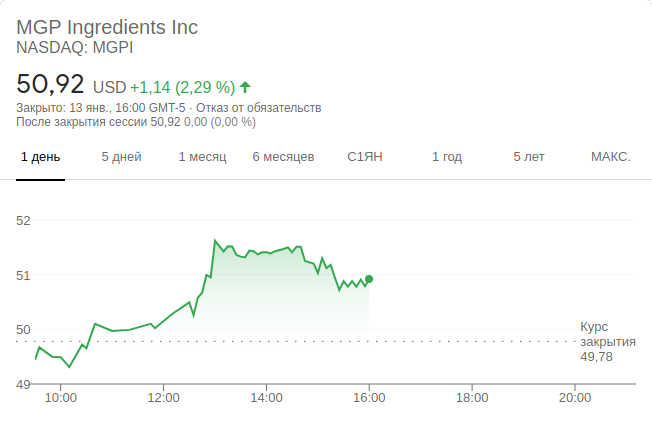 MGP Ingredients Inc
NASDAQ: MGPI
50,92 USD +1,14 (2,29 %)
Закрыто: 13 янв., 16:00 GMT-5 · Отказ от обязательств
После закрытия сессии 50,92 0,00 (0,00 %)
1 день 5 дней 1 месяц 6 месяцев С1ЯН 1 год 5 лет МАКС.
52
51
50
49
Курс
закрытия
49,78
10:00 12:00 14:00 16:00 18:00 20:00